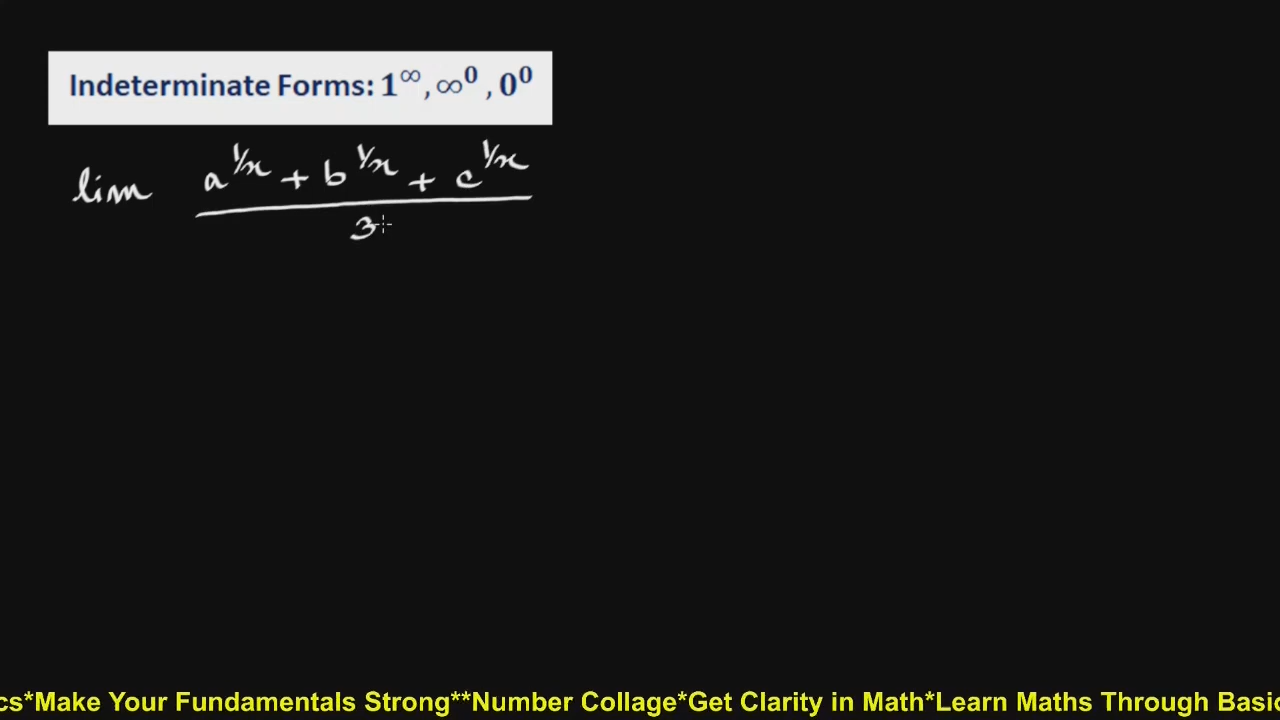 Indeterminate Forms: 1^∞, ∞^0, 0^0
lim (a^{1/x} + b^{1/x} + c^{1/x}) / 3
cs*Make Your Fundamentals Strong**Number Collage*Get Clarity in Math*Learn Maths Through Basic